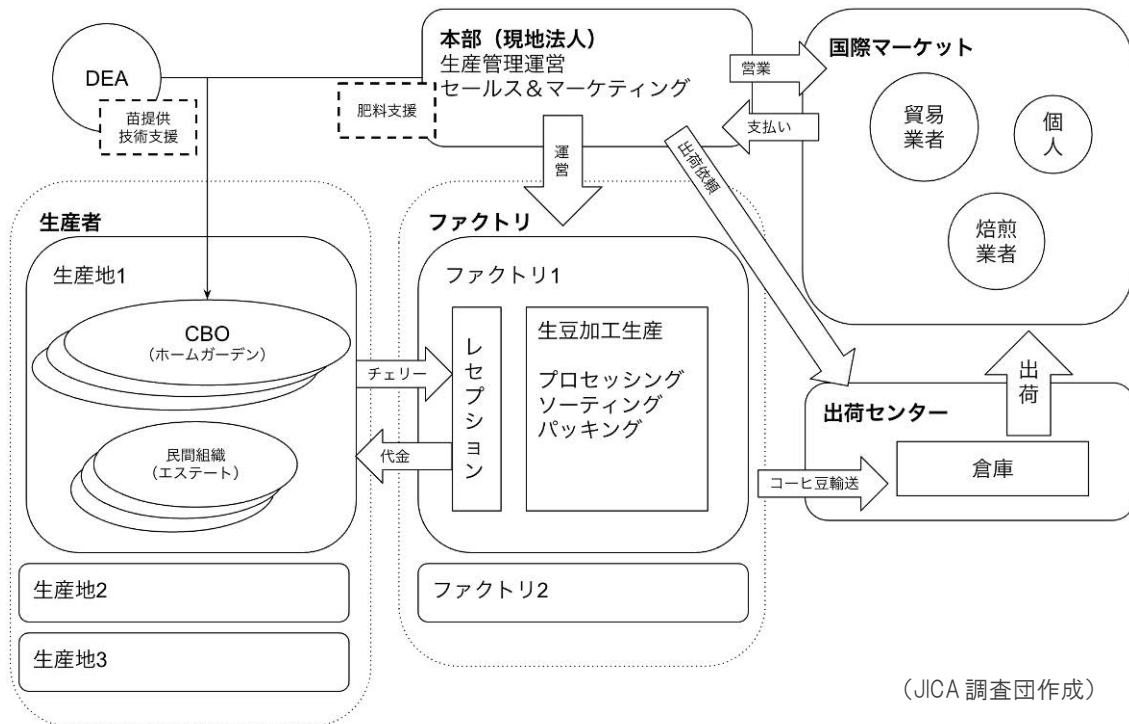 DEA
苗提供
技術支援
肥料支援
本部（現地法人）
生産管理運営
セールス＆マーケティング
営業
支払い
運営
出荷依頼
国際マーケット
貿易
業者
個
人
焙煎
業者
生産者
生産地1
CBO
（ホームガーデン）
民間組織
（エステート）
生産地2
生産地3
チェリー
代金
ファクトリ
ファクトリ1
レセプション
生豆加工生産
プロセッシング
ソーティング
パッキング
ファクトリ2
コーヒ豆輸送
出荷
出荷センター
倉庫
（JICA 調査団作成）